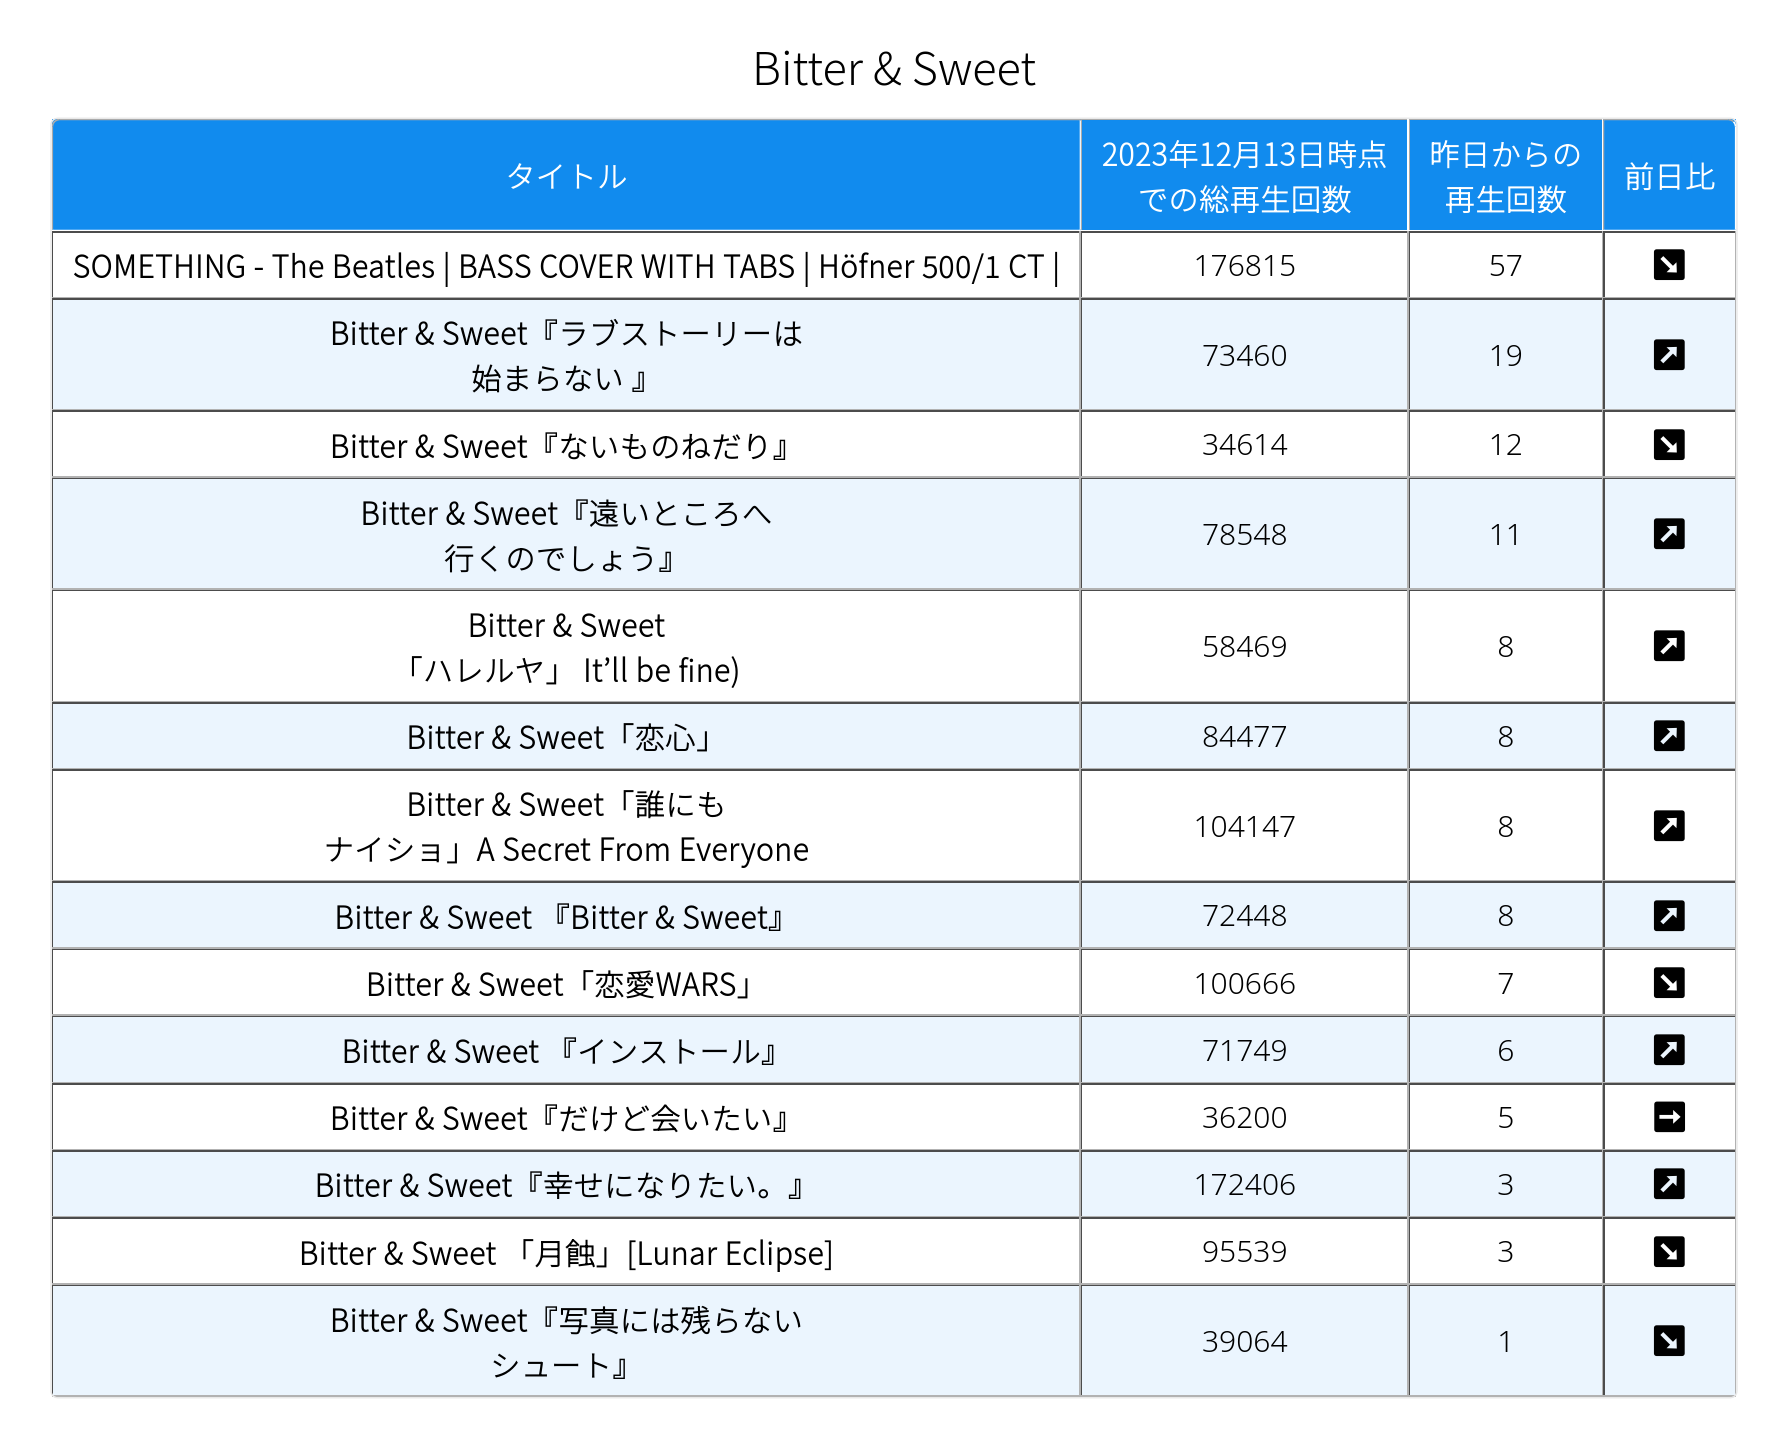 Bitter & Sweet
タイトル
2023年12月13日時点
での総再生回数
昨日からの
再生回数
前日比
SOMETHING - The Beatles | BASS COVER WITH TABS | Höfner 500/1 CT |
176815
57
Bitter & Sweet『ラブストーリーは
始まらない 』
73460
19
Bitter & Sweet『ないものねだり』
34614
12
Bitter & Sweet『遠いところへ
行くのでしょう』
78548
11
Bitter & Sweet
「ハレルヤ」 It’ll be fine)
58469
8
Bitter & Sweet「恋心」
84477
8
Bitter & Sweet「誰にも
ナイショ」A Secret From Everyone
104147
8
Bitter & Sweet 『Bitter & Sweet』
72448
8
Bitter & Sweet「恋愛WARS」
100666
7
Bitter & Sweet 『インストール』
71749
6
Bitter & Sweet『だけど会いたい』
36200
5
Bitter & Sweet『幸せになりたい。』
172406
3
Bitter & Sweet 「月蝕」[Lunar Eclipse]
95539
3
Bitter & Sweet『写真には残らない
シュート』
39064
1